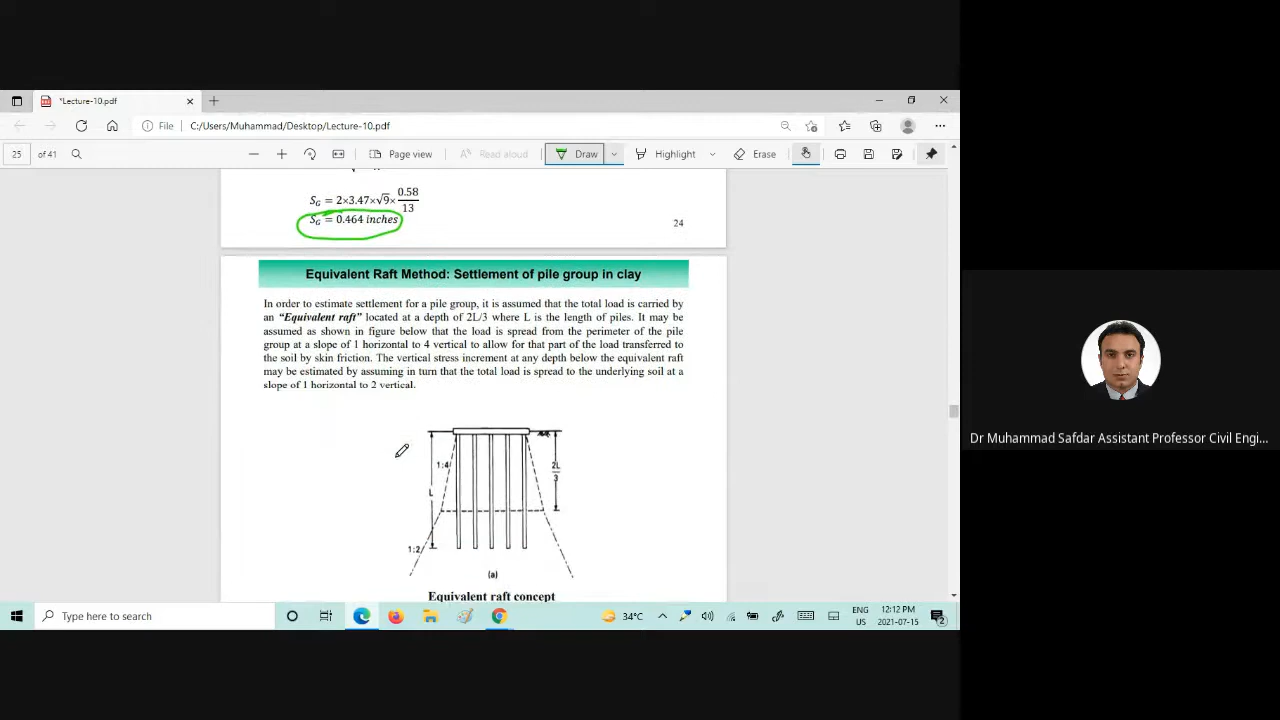 *Lecture-10.pdf
File C:/Users/Muhammad/Desktop/Lecture-10.pdf
25 of 41 Page view Read aloud Draw Highlight Erase
S_G = 2×3.47×√9× 0.58/13
S_G = 0.464 inches
24
Equivalent Raft Method: Settlement of pile group in clay
In order to estimate settlement for a pile group, it is assumed that the total load is carried by
an “Equivalent raft” located at a depth of 2L/3 where L is the length of piles. It may be
assumed as shown in figure below that the load is spread from the perimeter of the pile
group at a slope of 1 horizontal to 4 vertical to allow for that part of the load transferred to
the soil by skin friction. The vertical stress increment at any depth below the equivalent raft
may be estimated by assuming in turn that the total load is spread to the underlying soil at a
slope of 1 horizontal to 2 vertical.
1:4
2L
3
L
1:2
(a)
Equivalent raft concept
Dr Muhammad Safdar Assistant Professor Civil Engi...
Type here to search
34°C
ENG
US
12:12 PM
2021-07-15
2